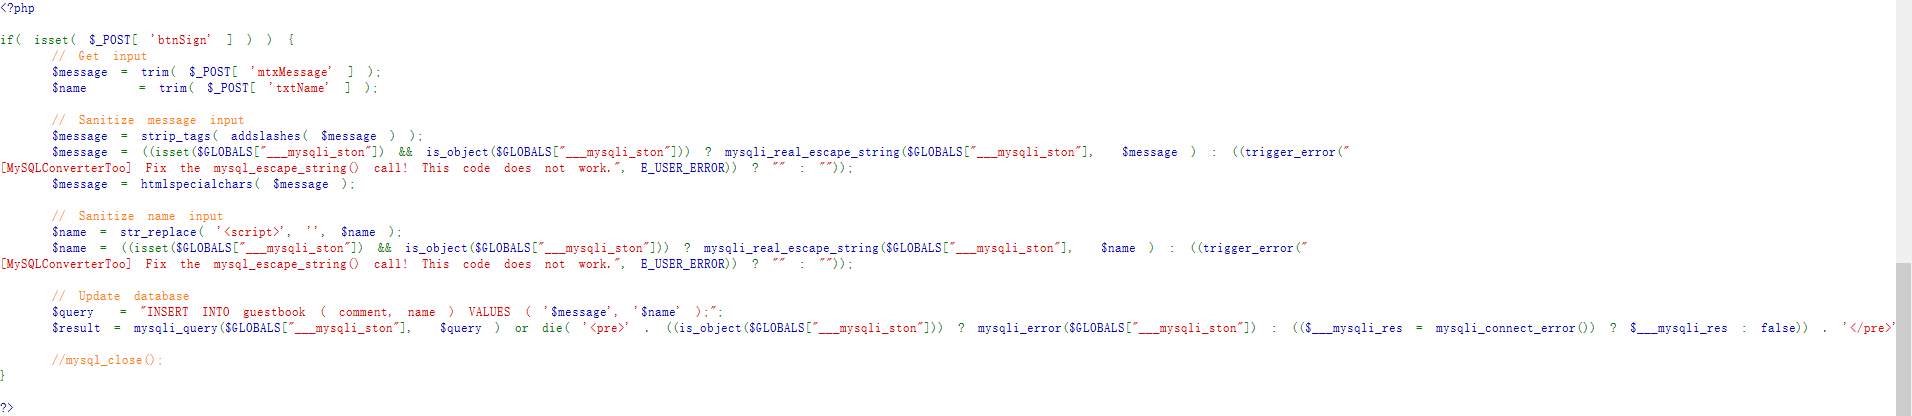 <?php
if( isset( $_POST[ 'btnSign' ] ) ) {
// Get input
$message = trim( $_POST[ 'mtxMessage' ] );
$name = trim( $_POST[ 'txtName' ] );
// Sanitize message input
$message = strip_tags( addslashes( $message ) );
$message = ((isset($GLOBALS["___mysqli_ston"]) && is_object($GLOBALS["___mysqli_ston"])) ? mysqli_real_escape_string($GLOBALS["___mysqli_ston"], $message ) : ((trigger_error("
[MySQLConverterToo] Fix the mysql_escape_string() call! This code does not work.", E_USER_ERROR)) ? "" : ""));
$message = htmlspecialchars( $message );
// Sanitize name input
$name = str_replace( '<script>', '', $name );
$name = ((isset($GLOBALS["___mysqli_ston"]) && is_object($GLOBALS["___mysqli_ston"])) ? mysqli_real_escape_string($GLOBALS["___mysqli_ston"], $name ) : ((trigger_error("
[MySQLConverterToo] Fix the mysql_escape_string() call! This code does not work.", E_USER_ERROR)) ? "" : ""));
// Update database
$query = "INSERT INTO guestbook ( comment, name ) VALUES ( '$message', '$name' );";
$result = mysqli_query($GLOBALS["___mysqli_ston"], $query ) or die( '<pre>' . ((is_object($GLOBALS["___mysqli_ston"])) ? mysqli_error($GLOBALS["___mysqli_ston"]) : (($___mysqli_res = mysqli_connect_error()) ? $___mysqli_res : false)) . '</pre>'
//mysql_close();
}
?>